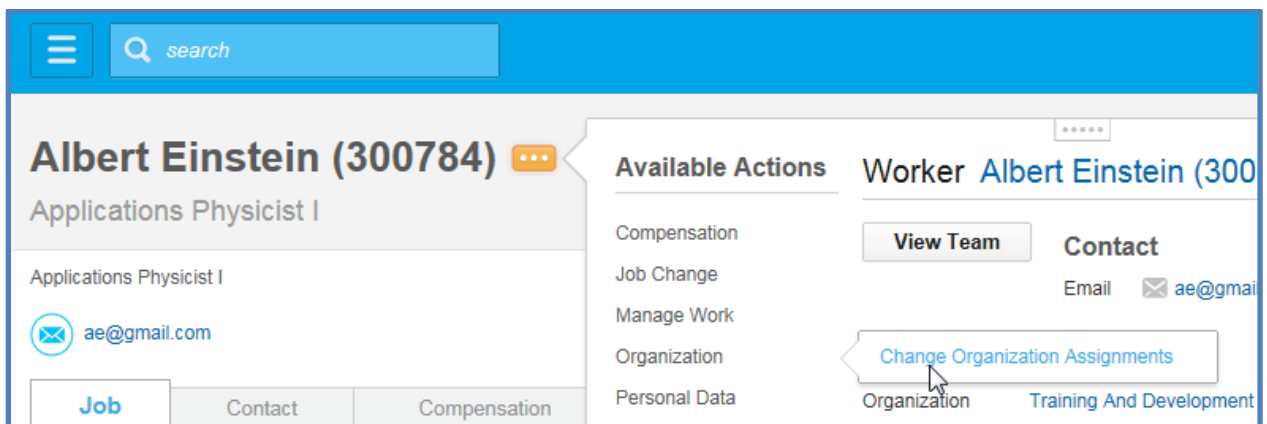 search
Albert Einstein (300784)
Applications Physicist I
Applications Physicist I
ae@gmail.com
Job
Contact
Compensation
Available Actions
Compensation
Job Change
Manage Work
Organization
Personal Data
Worker Albert Einstein (300
View Team
Contact
Email ae@gmai
Change Organization Assignments
Organization Training And Development